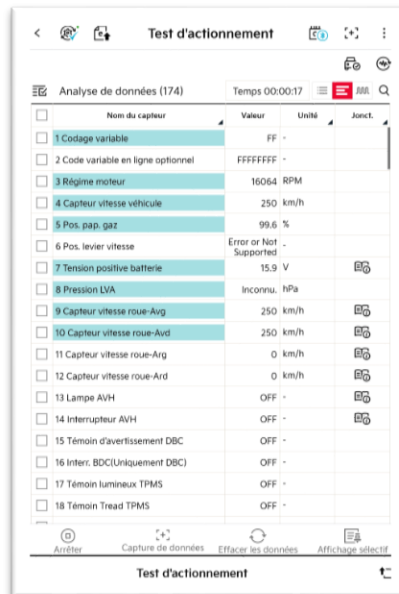 Test d'actionnement
Analyse de données (174) Temps 00:00:17
Nom du capteur Valeur Unité Jonct.
1 Codage variable FF -
2 Code variable en ligne optionnel FFFFFFFF -
3 Régime moteur 16064 RPM
4 Capteur vitesse véhicule 250 km/h
5 Pos. pap. gaz 99.6 %
6 Pos. levier vitesse Error or Not Supported -
7 Tension positive batterie 15.9 V
8 Pression LVA Inconnu. hPa
9 Capteur vitesse roue-Avg 250 km/h
10 Capteur vitesse roue-Avd 250 km/h
11 Capteur vitesse roue-Arg 0 km/h
12 Capteur vitesse roue-Ard 0 km/h
13 Lampe AVH OFF -
14 Interrupteur AVH OFF -
15 Témoin d'avertissement DBC OFF -
16 Interr. BDC(Uniquement DBC) OFF -
17 Témoin lumineux TPMS OFF -
18 Témoin Tread TPMS OFF -
Arrêter Capture de données Effacer les données Affichage sélectif
Test d'actionnement